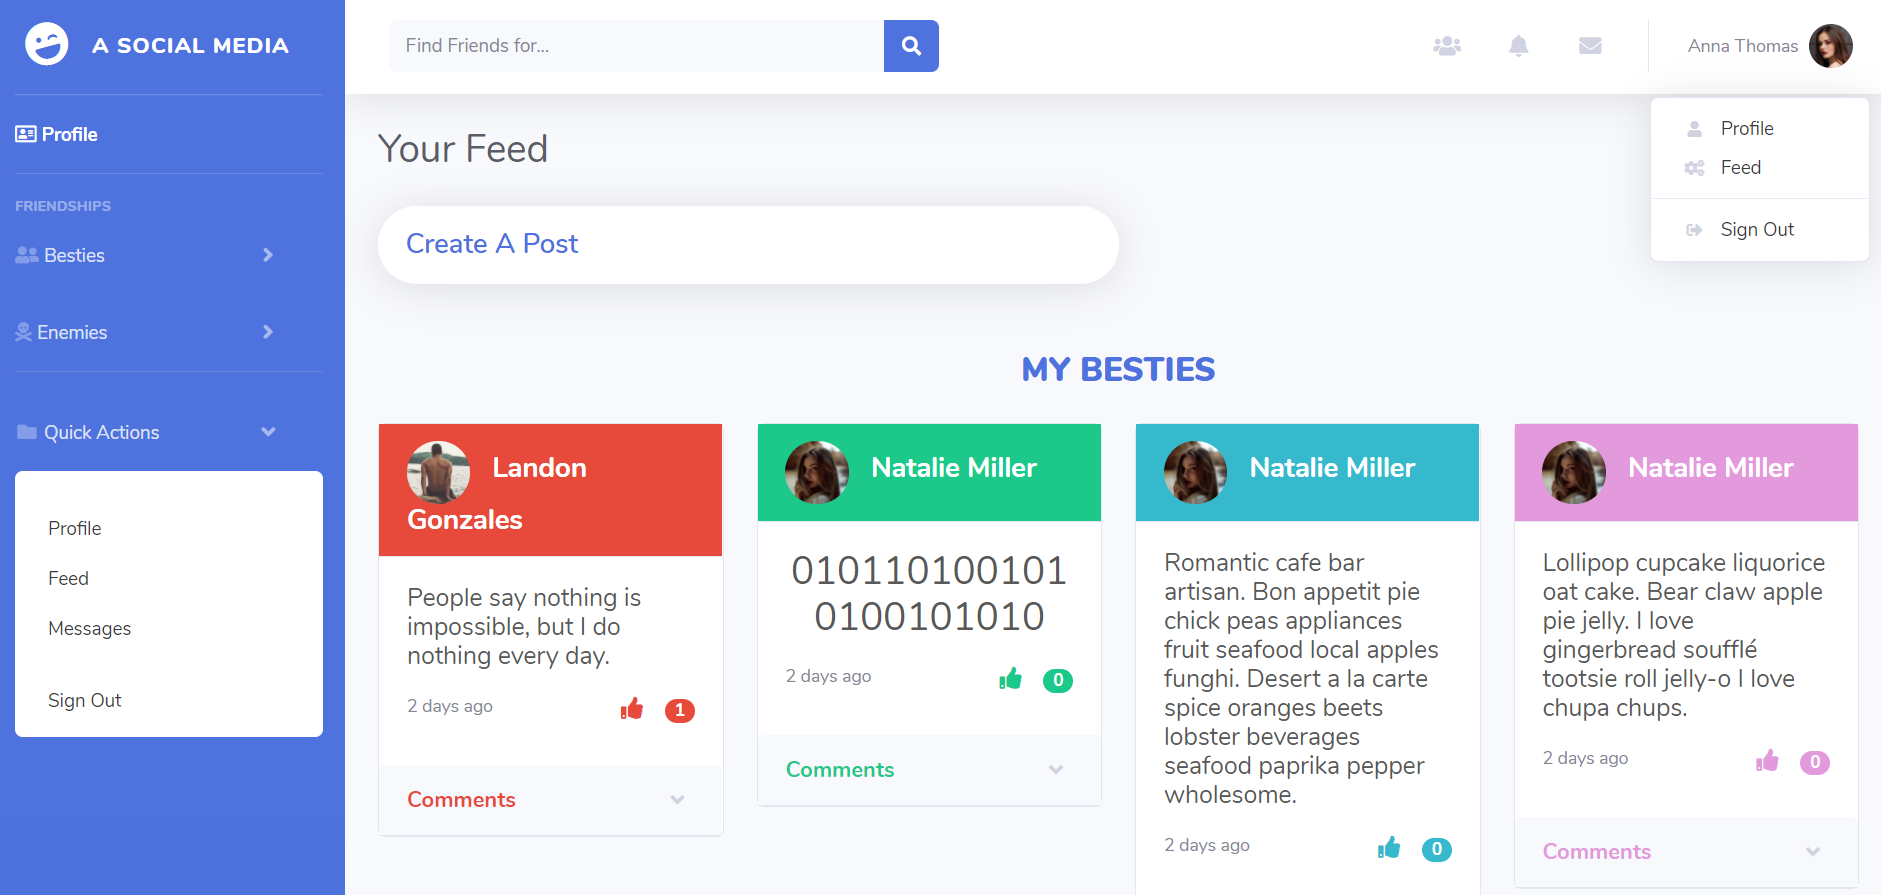 A SOCIAL MEDIA
Profile
FRIENDSHIPS
Besties
Enemies
Quick Actions
Profile
Feed
Messages
Sign Out
Find Friends for...
Anna Thomas
Profile
Feed
Sign Out
Your Feed
Create A Post
MY BESTIES
Landon
Gonzales
People say nothing is
impossible, but I do
nothing every day.
2 days ago
1
Comments
Natalie Miller
010110100101
0100101010
2 days ago
0
Comments
Natalie Miller
Romantic cafe bar
artisan. Bon appetit pie
chick peas appliances
fruit seafood local apples
funghi. Desert a la carte
spice oranges beets
lobster beverages
seafood paprika pepper
wholesome.
2 days ago
0
Natalie Miller
Lollipop cupcake liquorice
oat cake. Bear claw apple
pie jelly. I love
gingerbread soufflé
tootsie roll jelly-o I love
chupa chups.
2 days ago
0
Comments